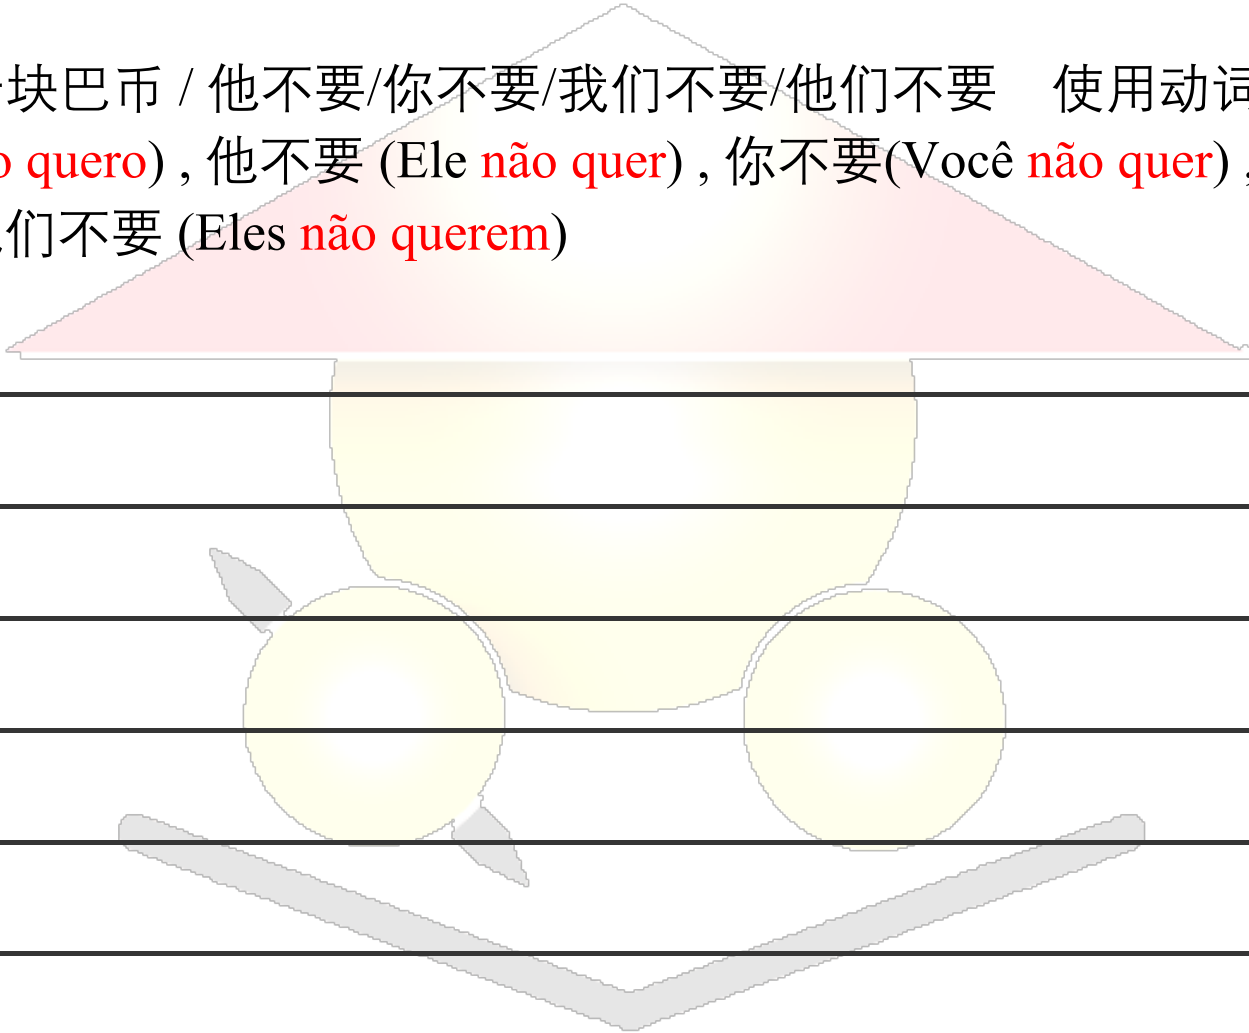 块巴币 / 他不要/你不要/我们不要/他们不要 使用动词
quero) , 他不要 (Ele não quer) , 你不要(Você não quer) ,
们不要 (Eles não querem)